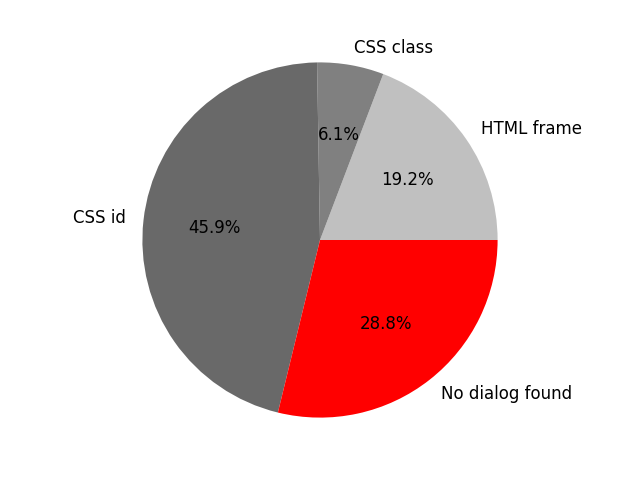 CSS class
HTML frame
6.1%
19.2%
CSS id
45.9%
28.8%
No dialog found